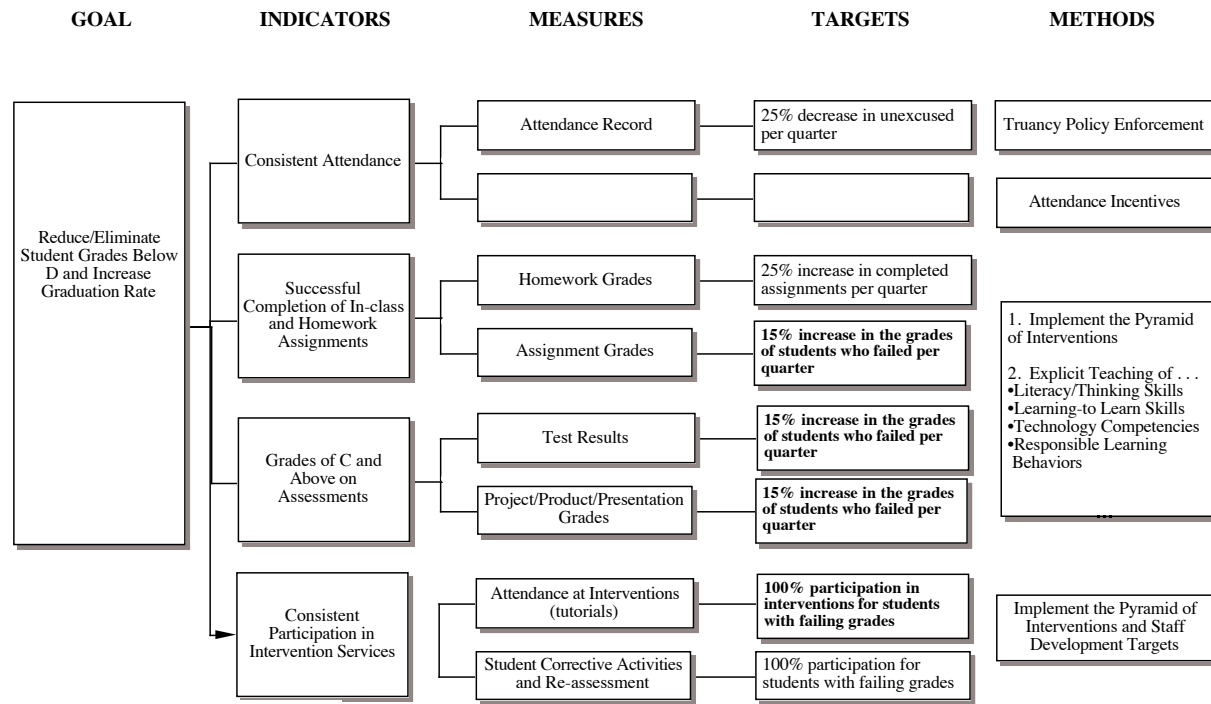 GOAL
INDICATORS
MEASURES
TARGETS
METHODS
Reduce/Eliminate
Student Grades Below
D and Increase
Graduation Rate
Consistent Attendance
Attendance Record
25% decrease in unexcused
per quarter
Truancy Policy Enforcement
Attendance Incentives
Successful
Completion of In-class
and Homework
Assignments
Homework Grades
25% increase in completed
assignments per quarter
Assignment Grades
15% increase in the grades
of students who failed per
quarter
1. Implement the Pyramid
of Interventions
2. Explicit Teaching of . . .
•Literacy/Thinking Skills
•Learning-to Learn Skills
•Technology Competencies
•Responsible Learning
Behaviors
...
Grades of C and
Above on
Assessments
Test Results
15% increase in the grades
of students who failed per
quarter
Project/Product/Presentation
Grades
15% increase in the grades
of students who failed per
quarter
Consistent
Participation in
Intervention Services
Attendance at Interventions
(tutorials)
100% participation in
interventions for students
with failing grades
Student Corrective Activities
and Re-assessment
100% participation for
students with failing grades
Implement the Pyramid of
Interventions and Staff
Development Targets